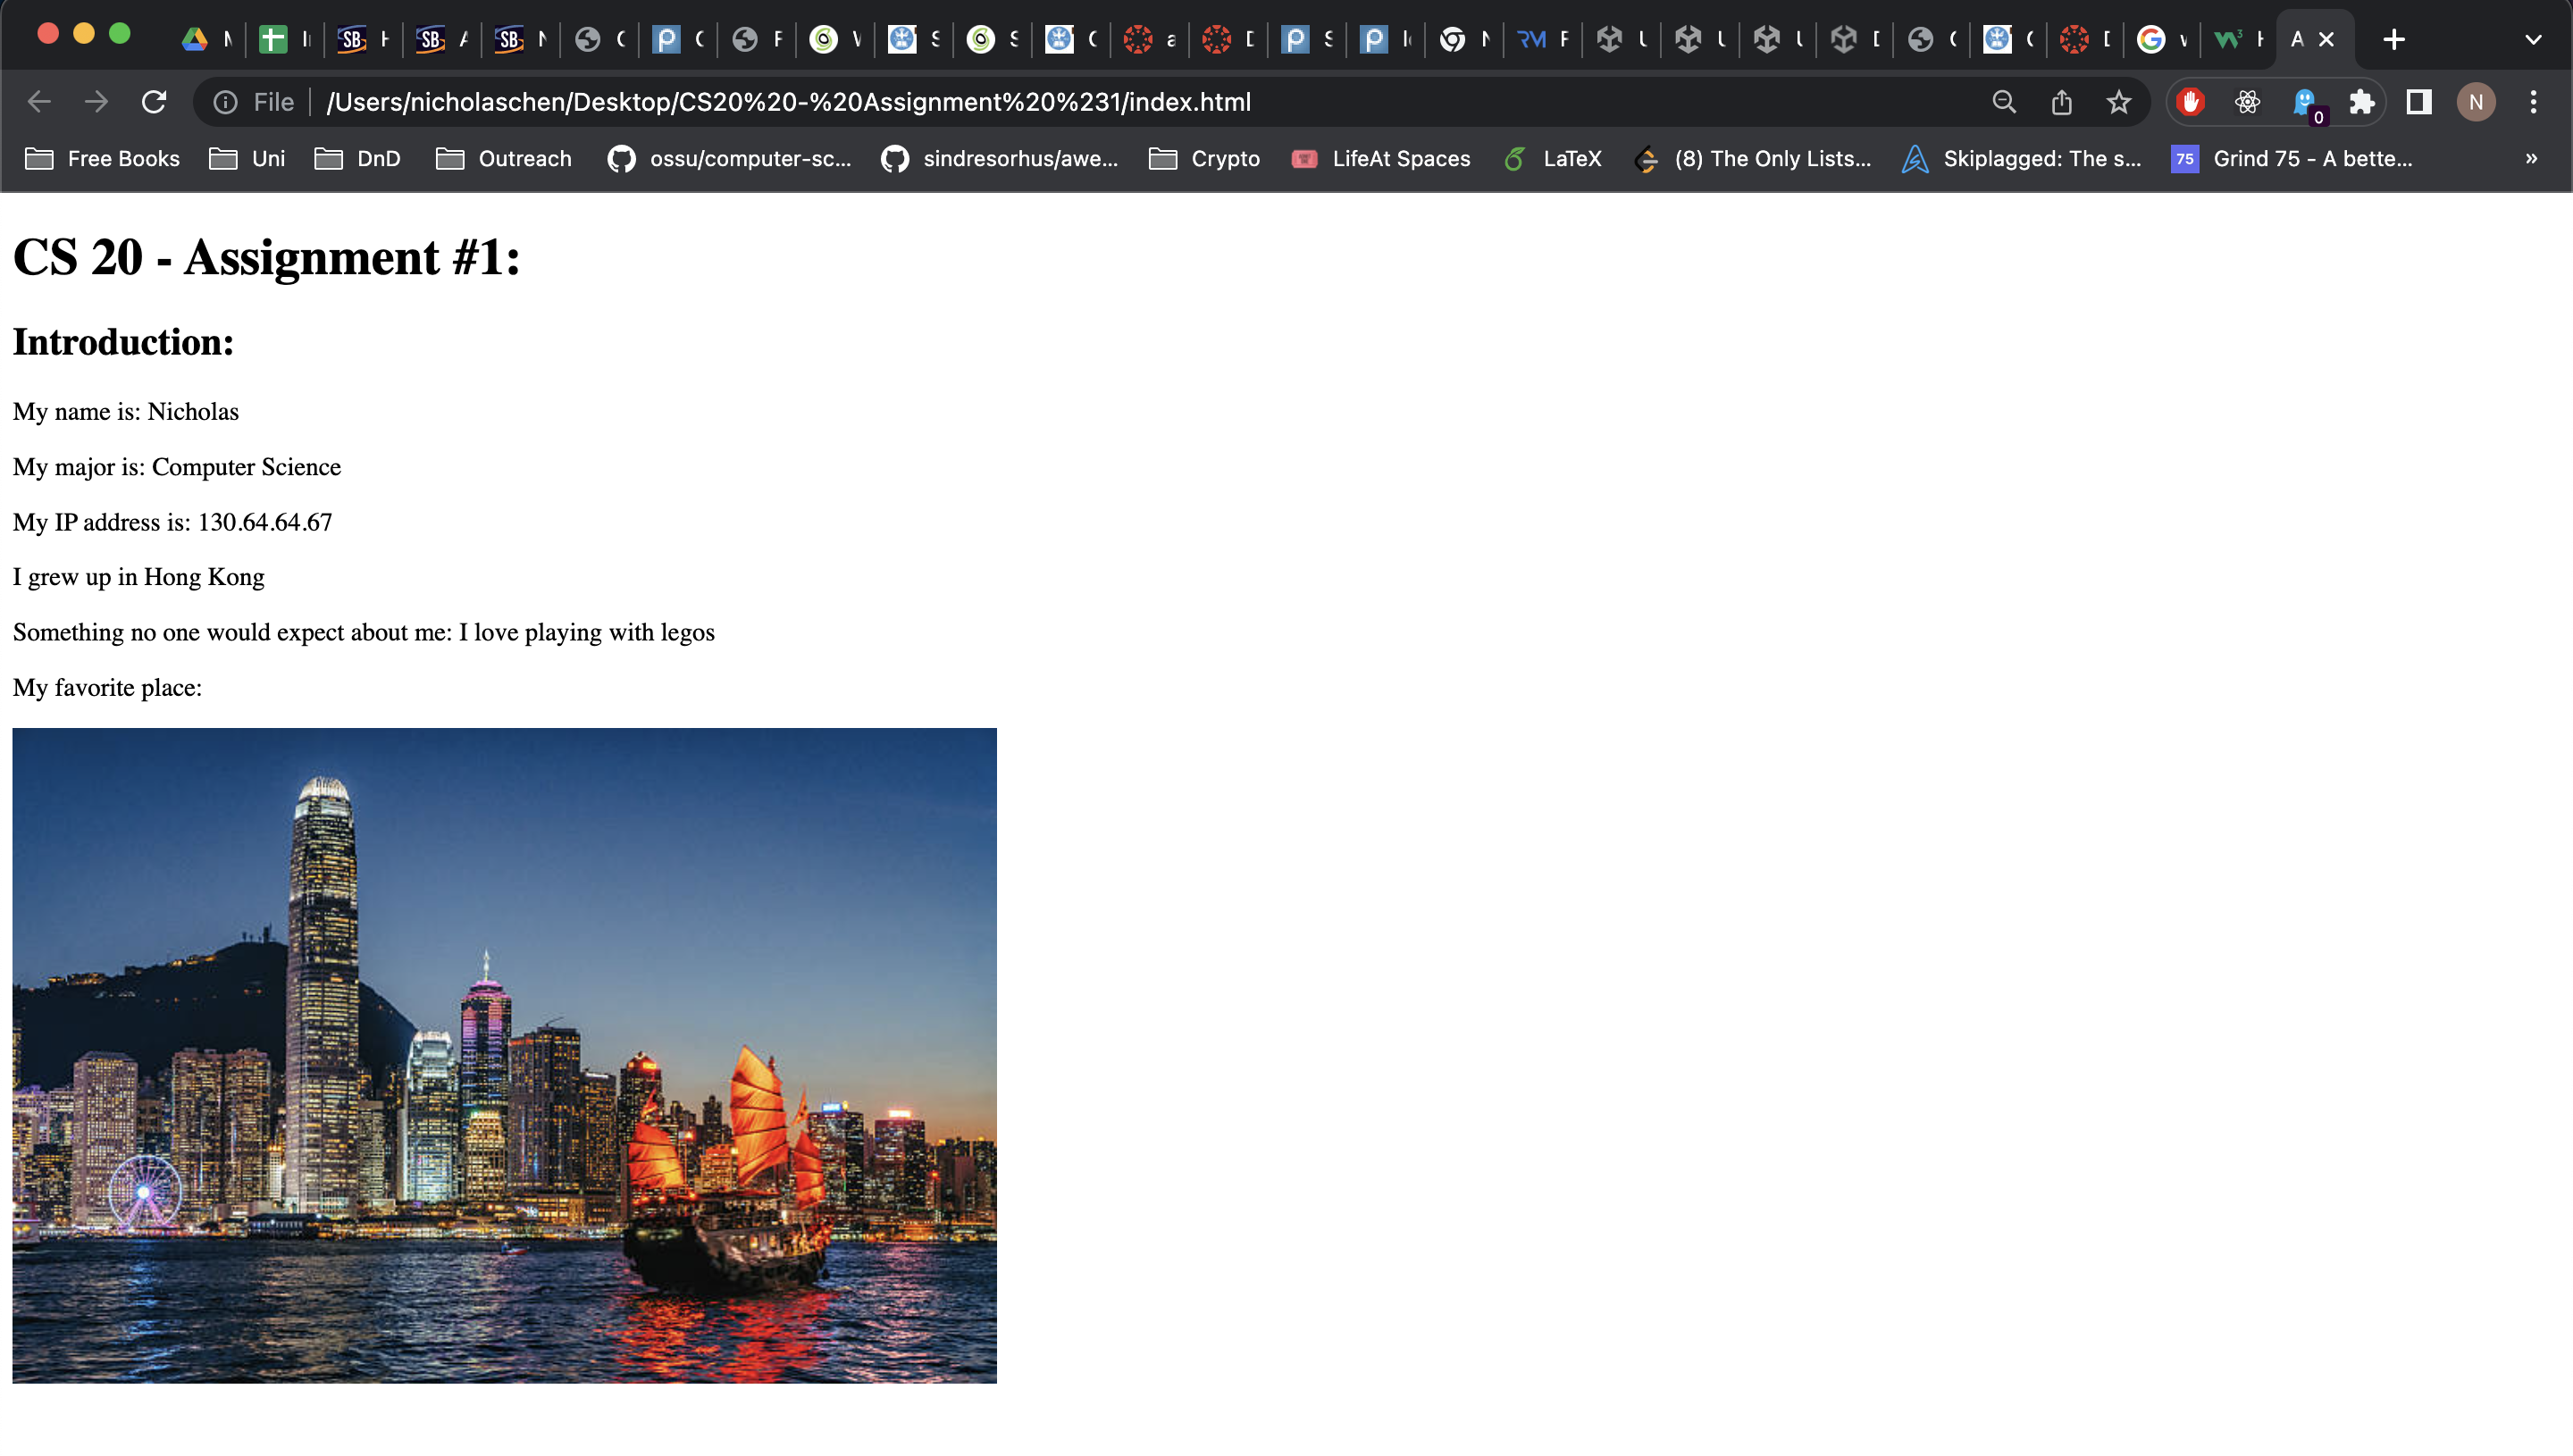 File /Users/nicholaschen/Desktop/CS20%20-%20Assignment%20%231/index.html
0 N
Free Books Uni DnD Outreach ossu/computer-sc... sindresorhus/awe... Crypto LifeAt Spaces LaTeX (8) The Only Lists... Skiplagged: The s... 75 Grind 75 - A bette... »
CS 20 - Assignment #1:
Introduction:
My name is: Nicholas
My major is: Computer Science
My IP address is: 130.64.64.67
I grew up in Hong Kong
Something no one would expect about me: I love playing with legos
My favorite place: